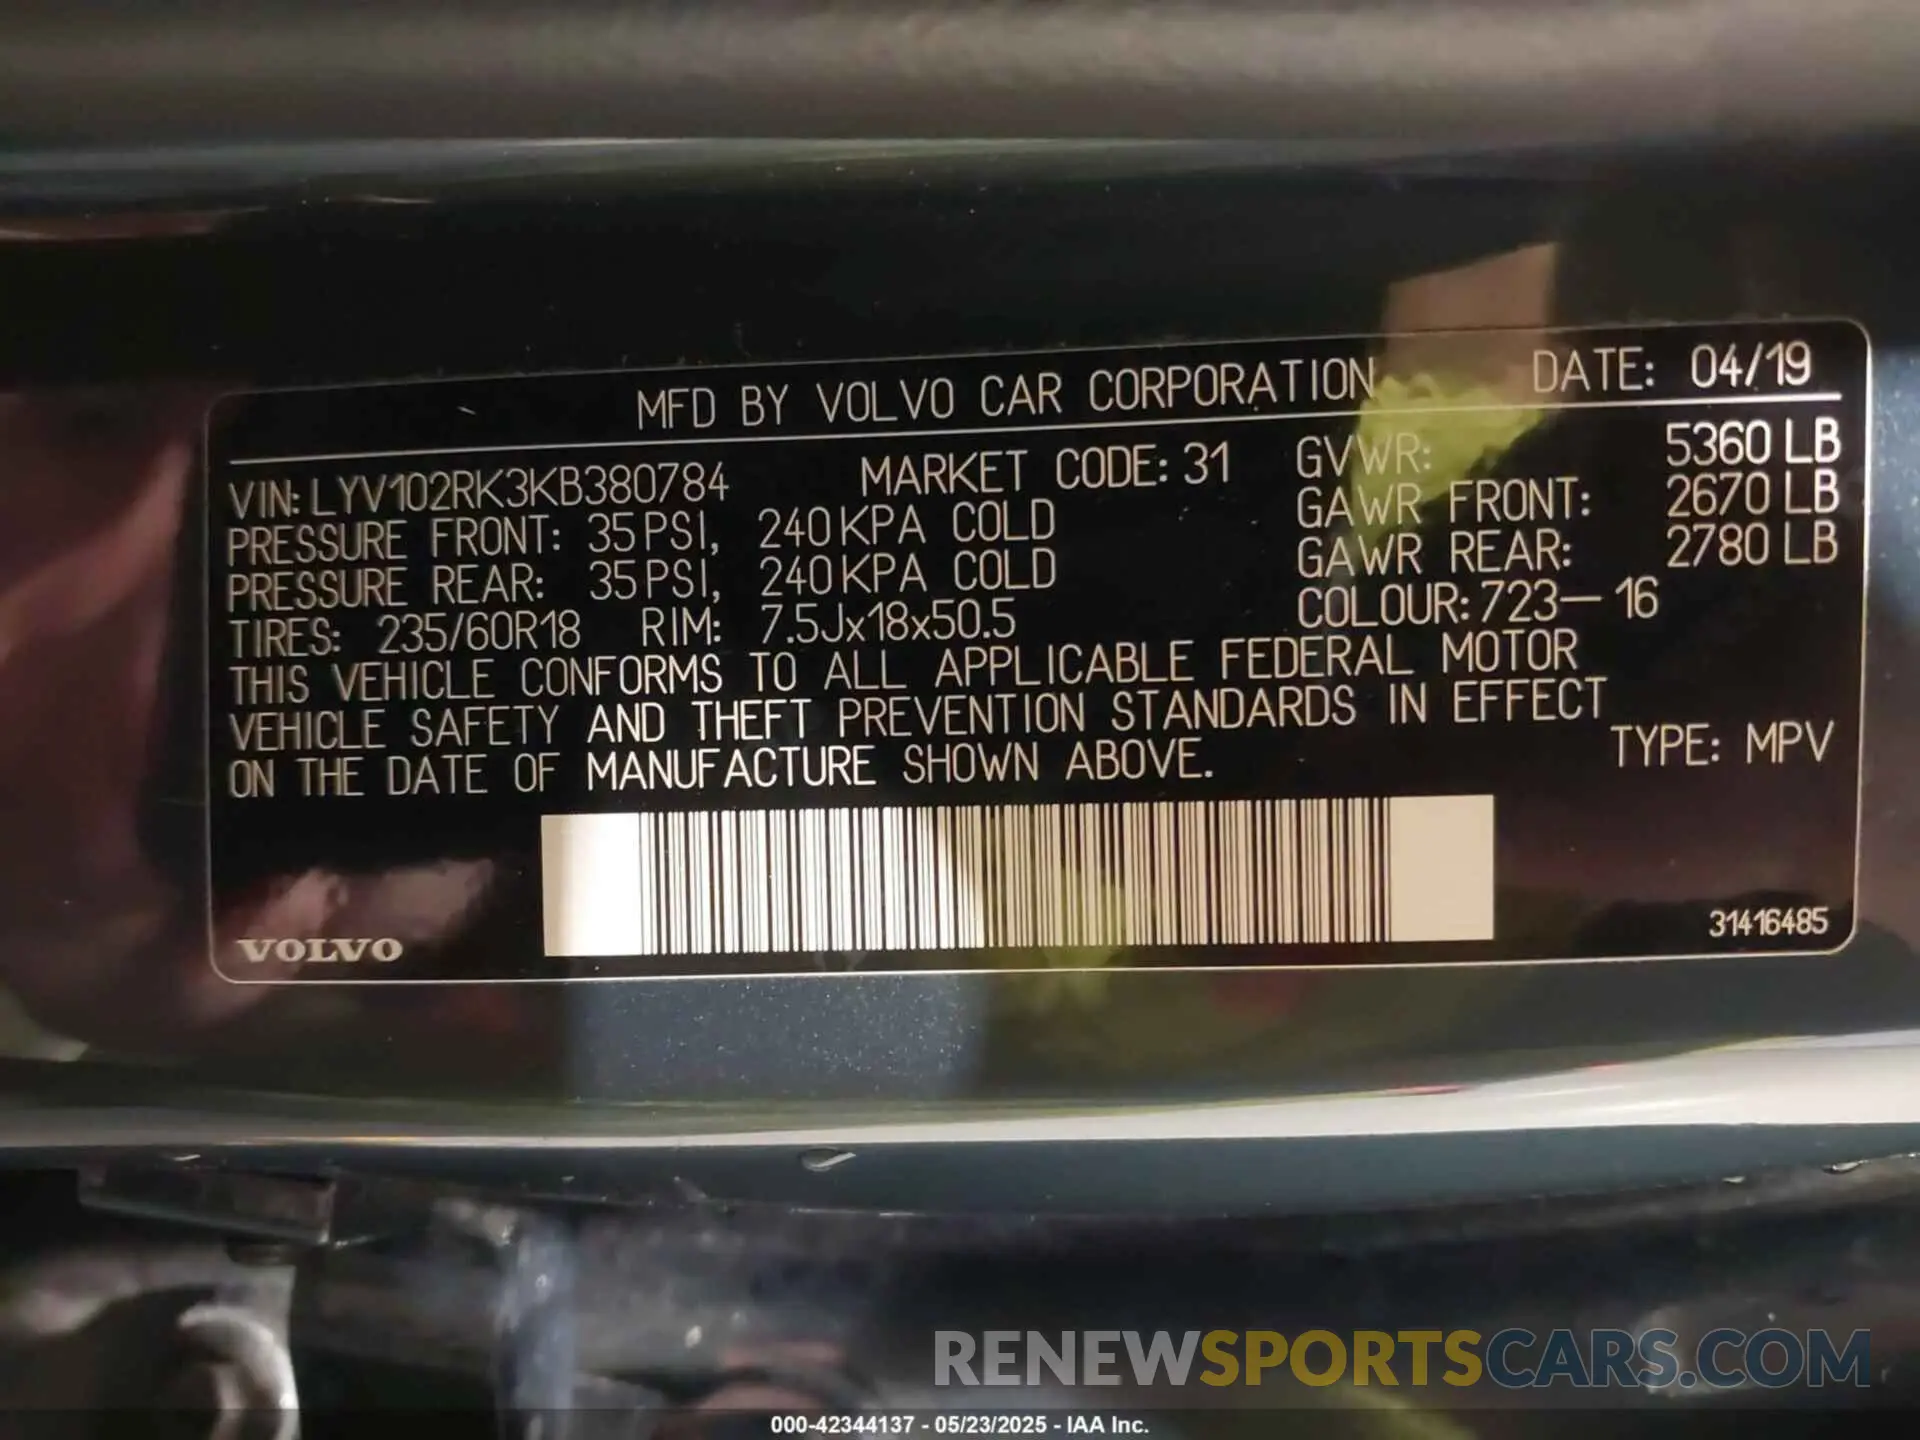 MFD BY VOLVO CAR CORPORATION DATE: 04/19
VIN: LYV102RK3KB380784 MARKET CODE: 31 GVWR: 5360 LB
PRESSURE FRONT: 35 PSI, 240 KPA COLD GAWR FRONT: 2670 LB
PRESSURE REAR: 35 PSI, 240 KPA COLD GAWR REAR: 2780 LB
TIRES: 235/60R18 RIM: 7.5Jx18x50.5 COLOUR: 723-16
THIS VEHICLE CONFORMS TO ALL APPLICABLE FEDERAL MOTOR
VEHICLE SAFETY AND THEFT PREVENTION STANDARDS IN EFFECT
ON THE DATE OF MANUFACTURE SHOWN ABOVE. TYPE: MPV
VOLVO 31416485
RENEWSPORTSCARS.COM
000-42344137 - 05/23/2025 - IAA Inc.